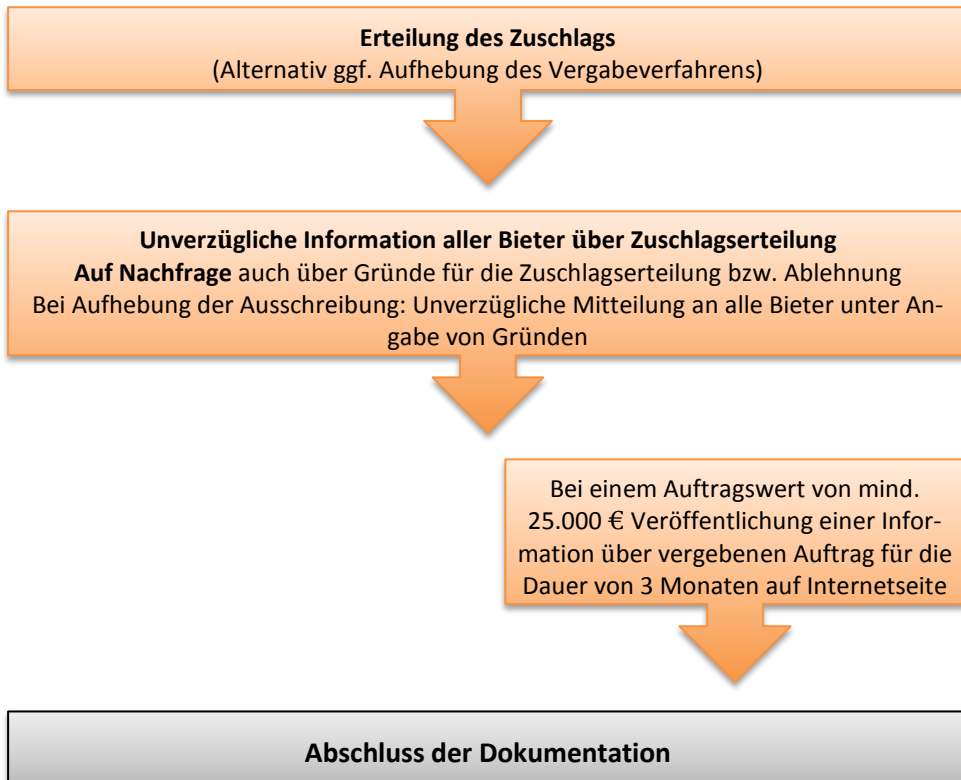 Erteilung des Zuschlags
(Alternativ ggf. Aufhebung des Vergabeverfahrens)
Unverzügliche Information aller Bieter über Zuschlagserteilung
Auf Nachfrage auch über Gründe für die Zuschlagserteilung bzw. Ablehnung
Bei Aufhebung der Ausschreibung: Unverzügliche Mitteilung an alle Bieter unter An-
gabe von Gründen
Bei einem Auftragswert von mind.
25.000 € Veröffentlichung einer Infor-
mation über vergebenen Auftrag für die
Dauer von 3 Monaten auf Internetseite
Abschluss der Dokumentation